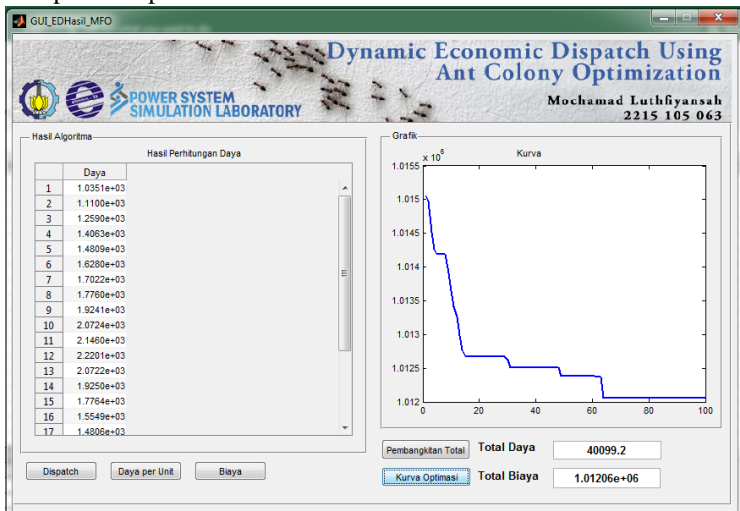 GUI_EDHasil_MFO
Dynamic Economic Dispatch Using
Ant Colony Optimization
POWER SYSTEM
SIMULATION LABORATORY
Mochamad Luthfiyansah
2215 105 063
Hasil Algoritma
Hasil Perhitungan Daya
Daya
1 1.0351e+03
2 1.1100e+03
3 1.2590e+03
4 1.4063e+03
5 1.4809e+03
6 1.6280e+03
7 1.7022e+03
8 1.7760e+03
9 1.9241e+03
10 2.0724e+03
11 2.1460e+03
12 2.2201e+03
13 2.0722e+03
14 1.9250e+03
15 1.7764e+03
16 1.5549e+03
17 1.4806e+03
Dispatch Daya per Unit Biaya
Grafik
x 10^6 Kurva
1.0155
1.015
1.0145
1.014
1.0135
1.013
1.0125
1.012
0 20 40 60 80 100
Pembangkitan Total Total Daya 40099.2
Kurva Optimasi Total Biaya 1.01206e+06